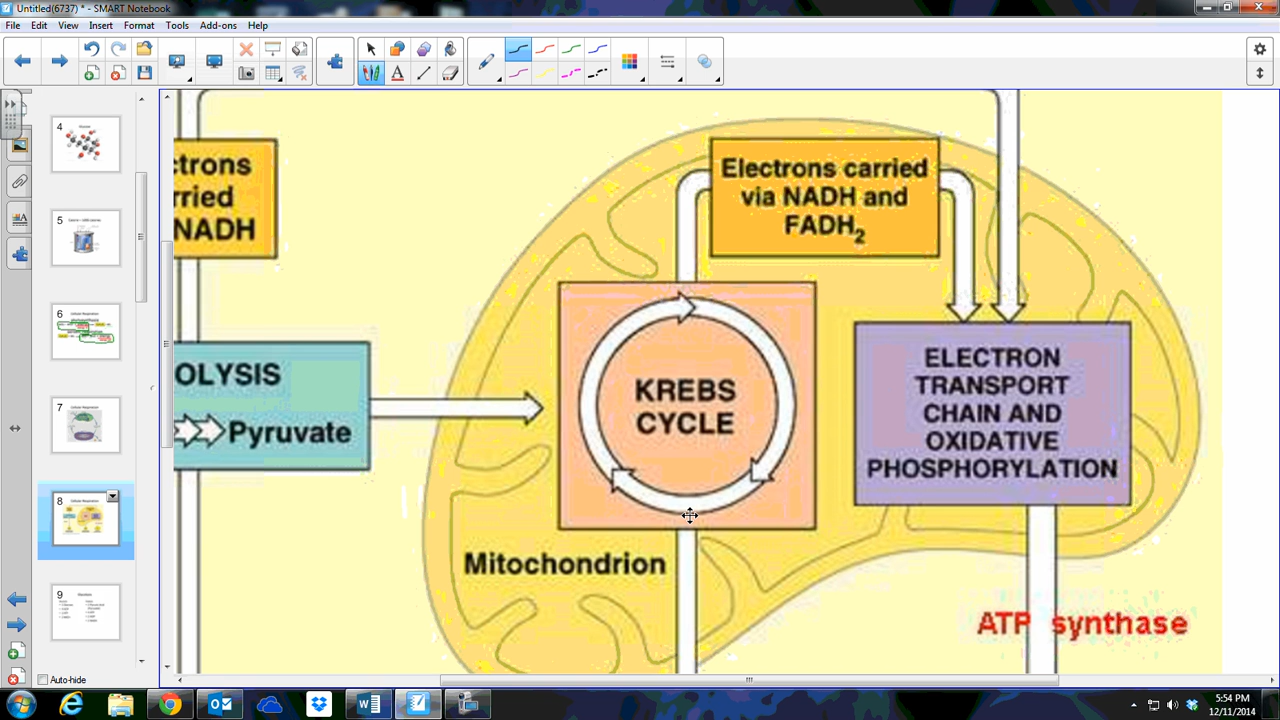 Untitled(6737) * - SMART Notebook
File Edit View Insert Format Tools Add-ons Help
4
5
6
7
8
9
Auto-hide
ctrons
rried
NADH
Electrons carried
via NADH and
FADH2
OLYSIS
Pyruvate
KREBS
CYCLE
ELECTRON
TRANSPORT
CHAIN AND
OXIDATIVE
PHOSPHORYLATION
Mitochondrion
ATP synthase
5:54 PM
12/11/2014